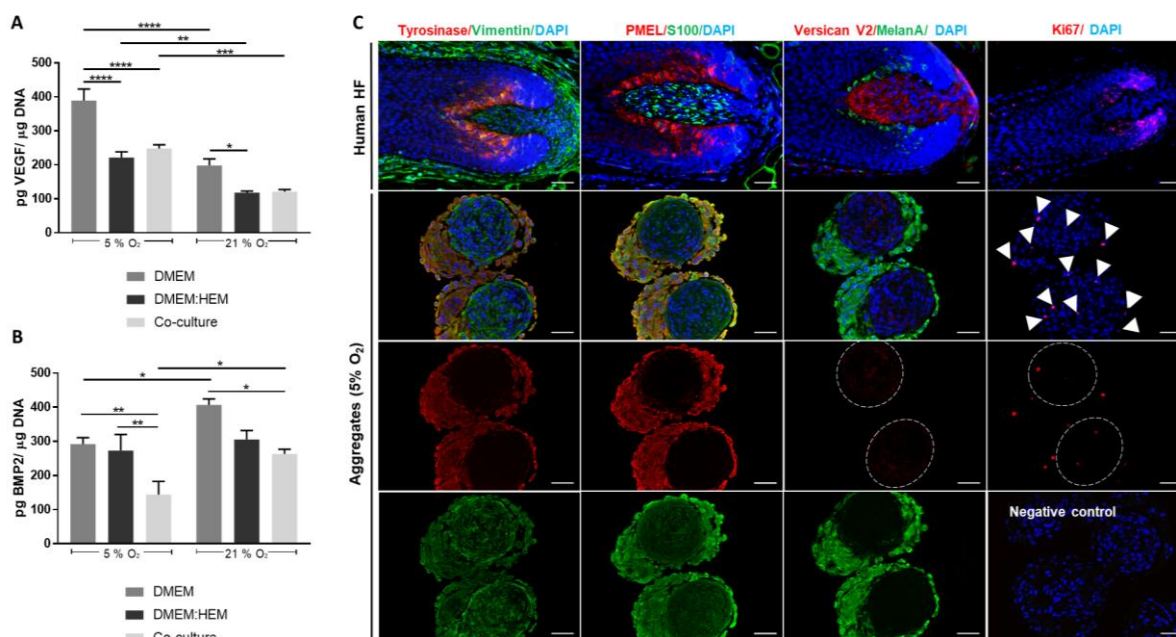 A
****
**
***
****
****
*
pg VEGF/ μg DNA
500
400
300
200
100
0
5 % O₂
21 % O₂
DMEM
DMEM:HEM
Co-culture
B
*
*
**
**
*
pg BMP2/ μg DNA
500
400
300
200
100
0
5 % O₂
21 % O₂
DMEM
DMEM:HEM
Co-culture
C
Tyrosinase/Vimentin/DAPI
PMEL/S100/DAPI
Versican V2/MelanA/ DAPI
Ki67/ DAPI
Human HF
Aggregates (5% O₂)
Negative control